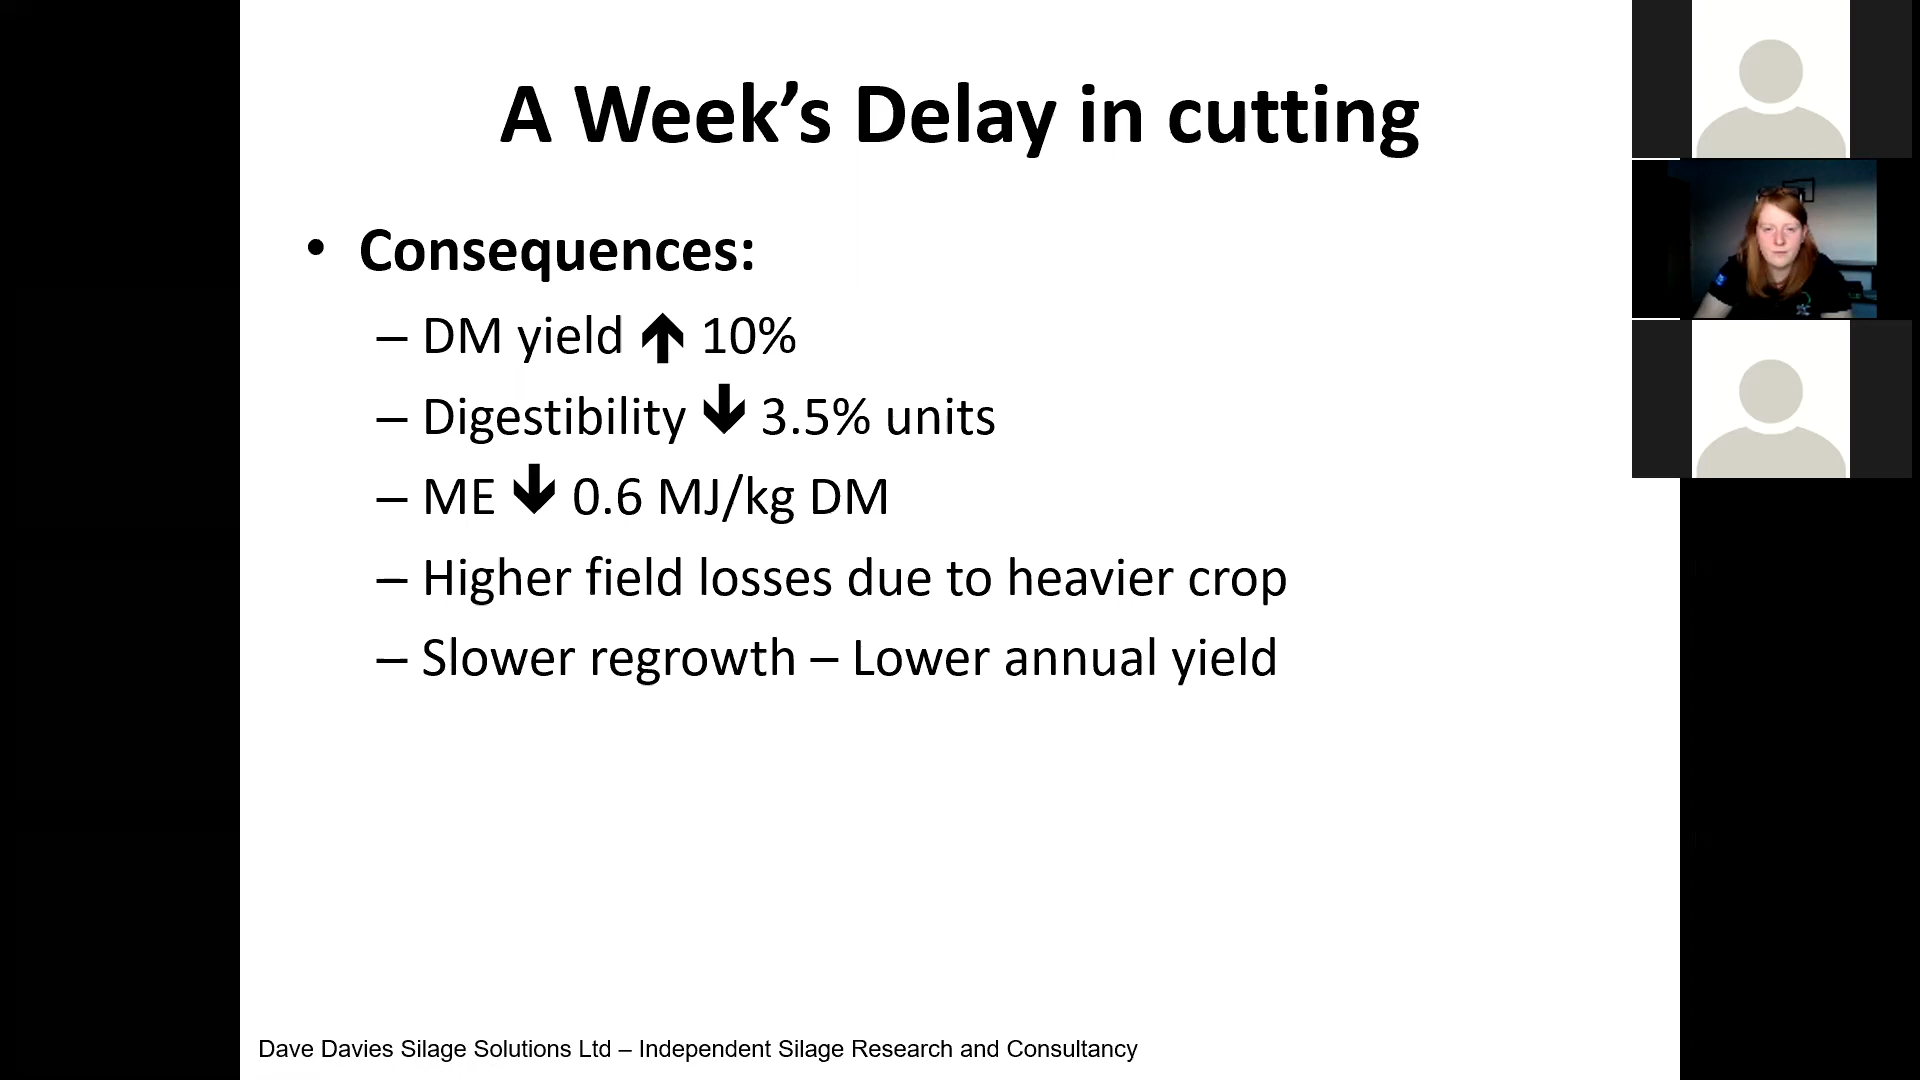 A Week’s Delay in cutting
• Consequences:
– DM yield 🡹 10%
– Digestibility 🡻 3.5% units
– ME 🡻 0.6 MJ/kg DM
– Higher field losses due to heavier crop
– Slower regrowth – Lower annual yield
Dave Davies Silage Solutions Ltd – Independent Silage Research and Consultancy